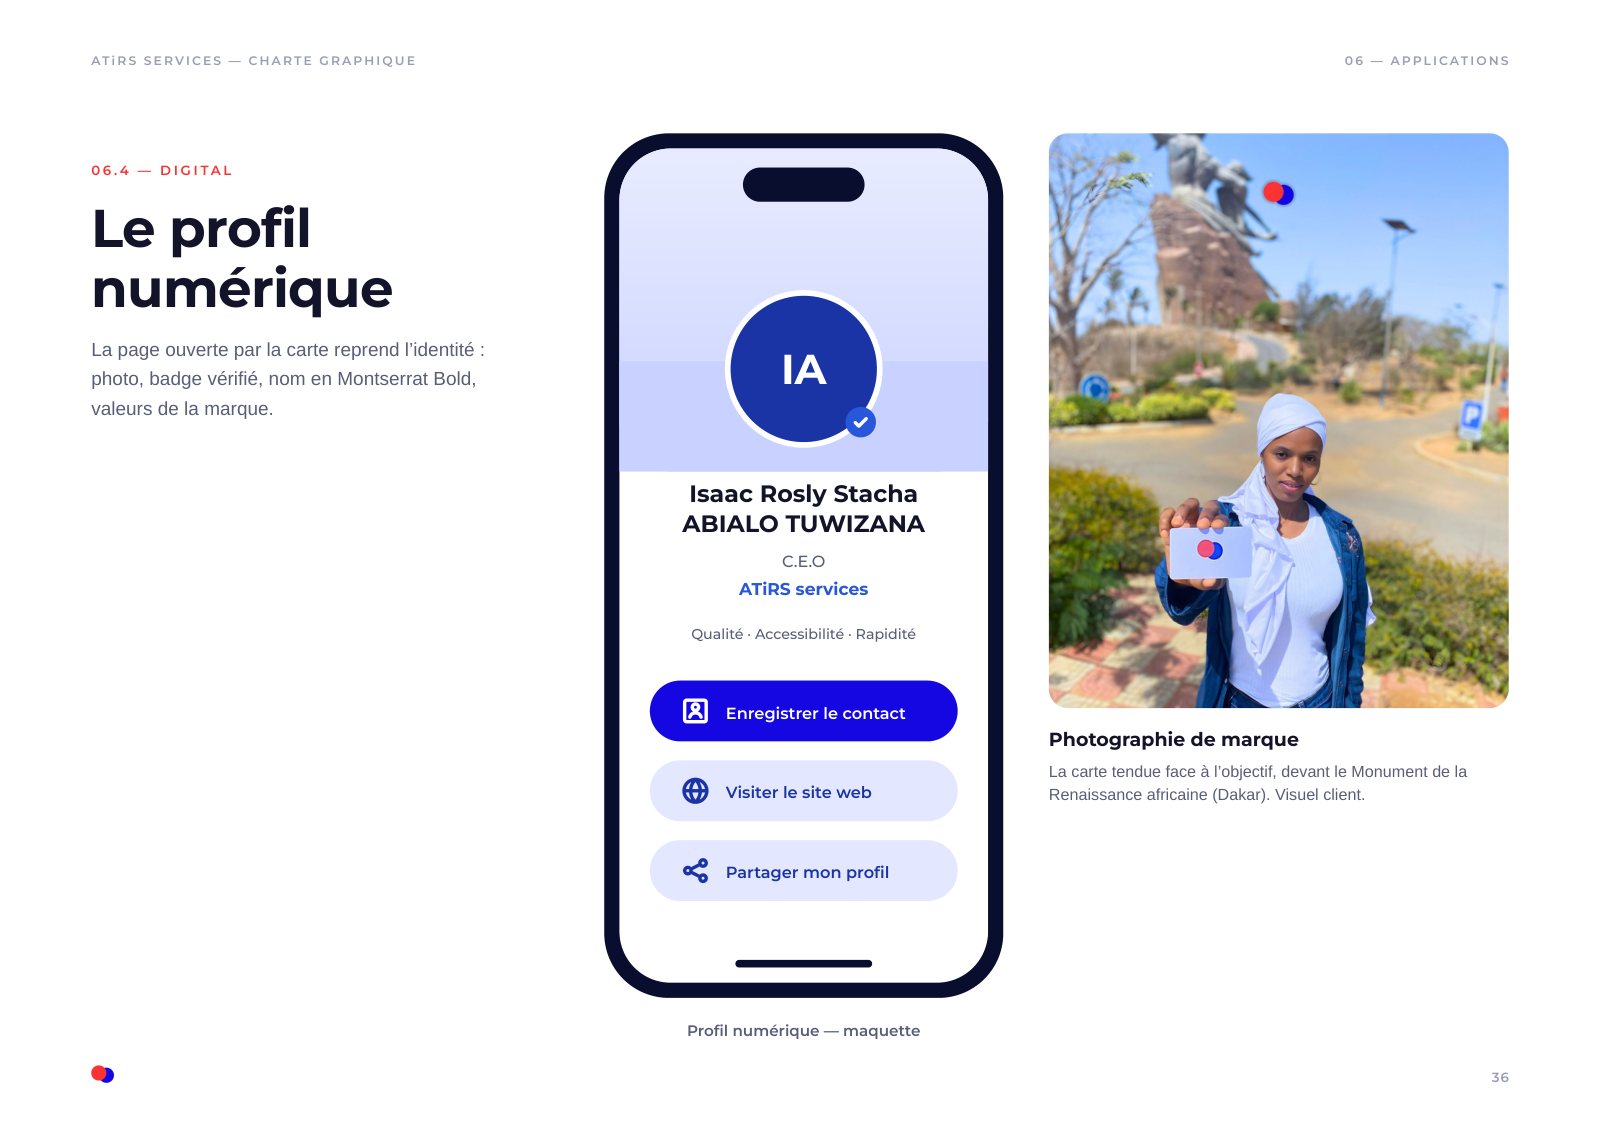 ATiRS SERVICES — CHARTE GRAPHIQUE
06 — APPLICATIONS
06.4 — DIGITAL
Le profil
numérique
La page ouverte par la carte reprend l’identité :
photo, badge vérifié, nom en Montserrat Bold,
valeurs de la marque.
IA
Isaac Rosly Stacha
ABIALO TUWIZANA
C.E.O
ATiRS services
Qualité · Accessibilité · Rapidité
Enregistrer le contact
Visiter le site web
Partager mon profil
Profil numérique — maquette
P
Photographie de marque
La carte tendue face à l’objectif, devant le Monument de la
Renaissance africaine (Dakar). Visuel client.
36